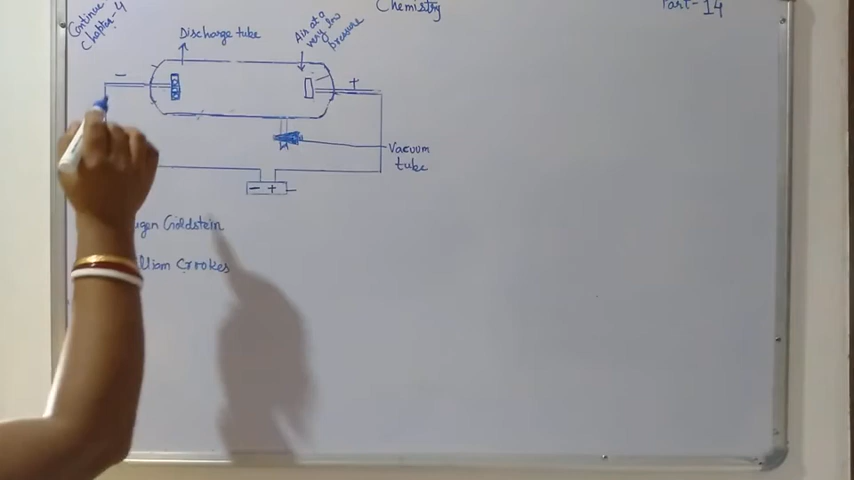 Continue
Chapter-4
Chemistry
Part-14
Discharge tube
Air at a
very low
pressure
−
+
Vacuum
tube
− +
Goldstein
Crookes